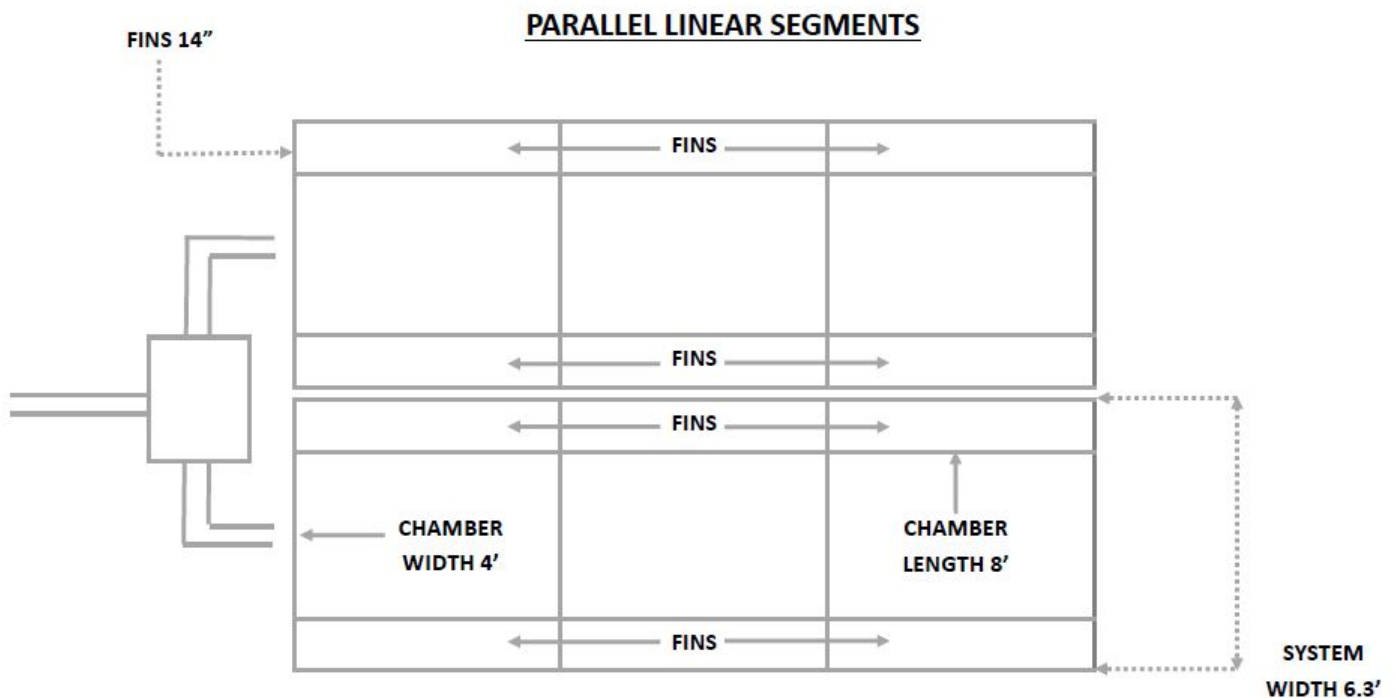 PARALLEL LINEAR SEGMENTS
FINS 14”
FINS
FINS
FINS
CHAMBER
WIDTH 4’
CHAMBER
LENGTH 8’
FINS
SYSTEM
WIDTH 6.3’